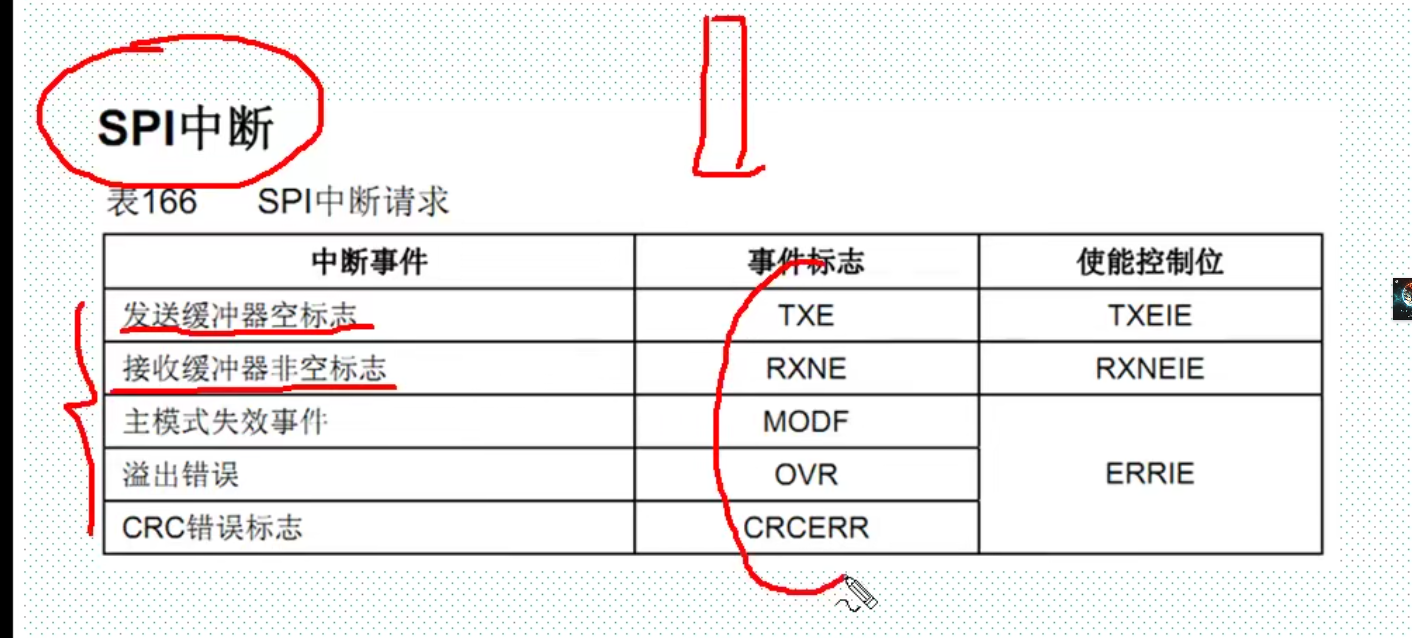 SPI中断
表166 SPI中断请求
中断事件 事件标志 使能控制位
发送缓冲器空标志 TXE TXEIE
接收缓冲器非空标志 RXNE RXNEIE
主模式失效事件 MODF
溢出错误 OVR ERRIE
CRC错误标志 CRCERR